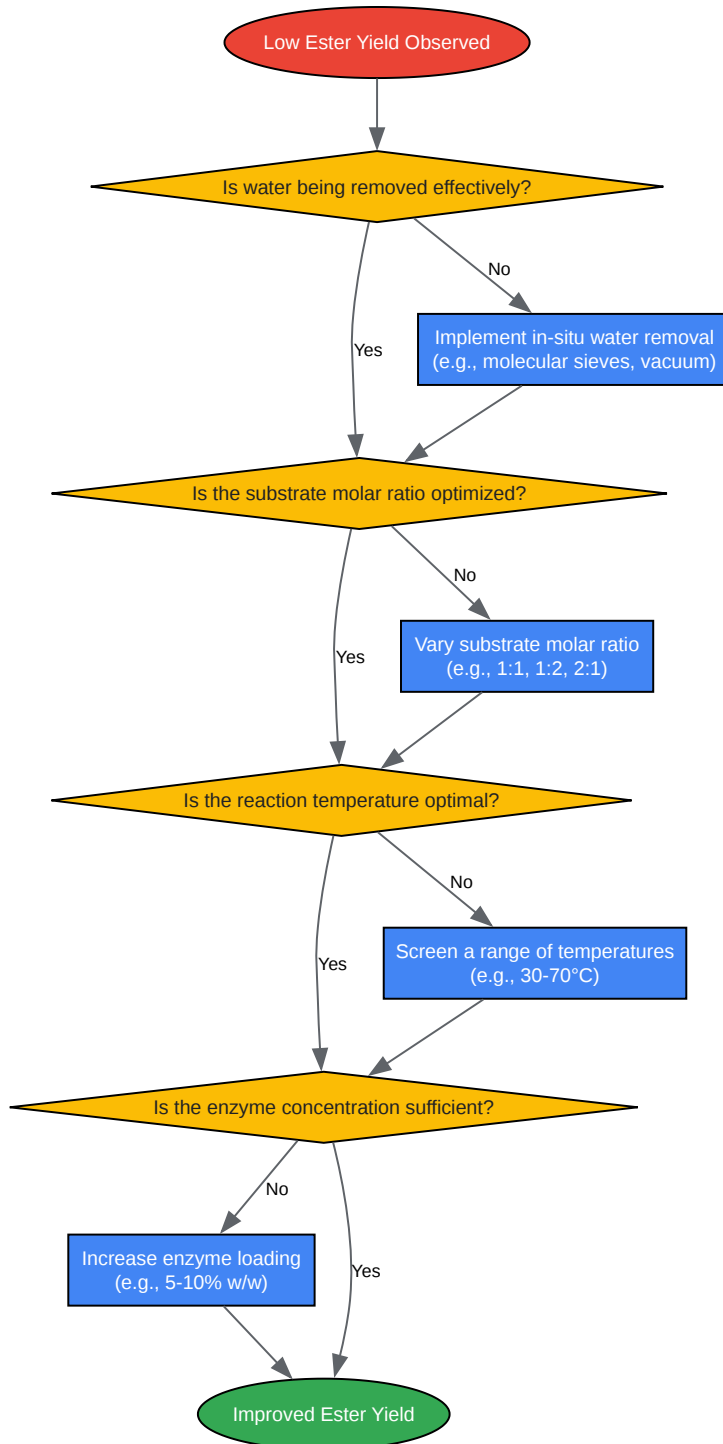 Low Ester Yield Observed
Is water being removed effectively?
No
Implement in-situ water removal
(e.g., molecular sieves, vacuum)
Yes
Is the substrate molar ratio optimized?
No
Vary substrate molar ratio
(e.g., 1:1, 1:2, 2:1)
Yes
Is the reaction temperature optimal?
No
Screen a range of temperatures
(e.g., 30-70°C)
Yes
Is the enzyme concentration sufficient?
No
Increase enzyme loading
(e.g., 5-10% w/w)
Yes
Improved Ester Yield